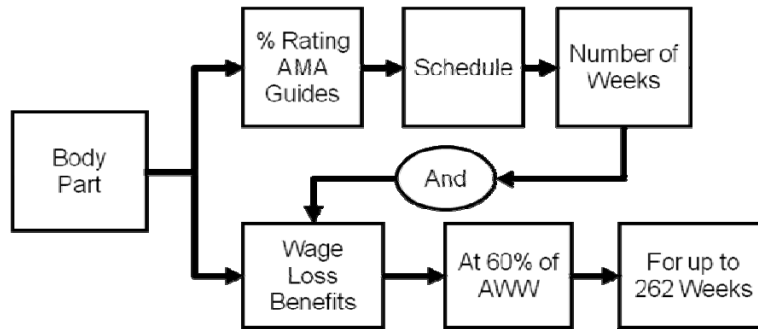 % Rating
AMA
Guides
Schedule
Number of
Weeks
Body
Part
And
Wage
Loss
Benefits
At 60% of
AWW
For up to
262 Weeks